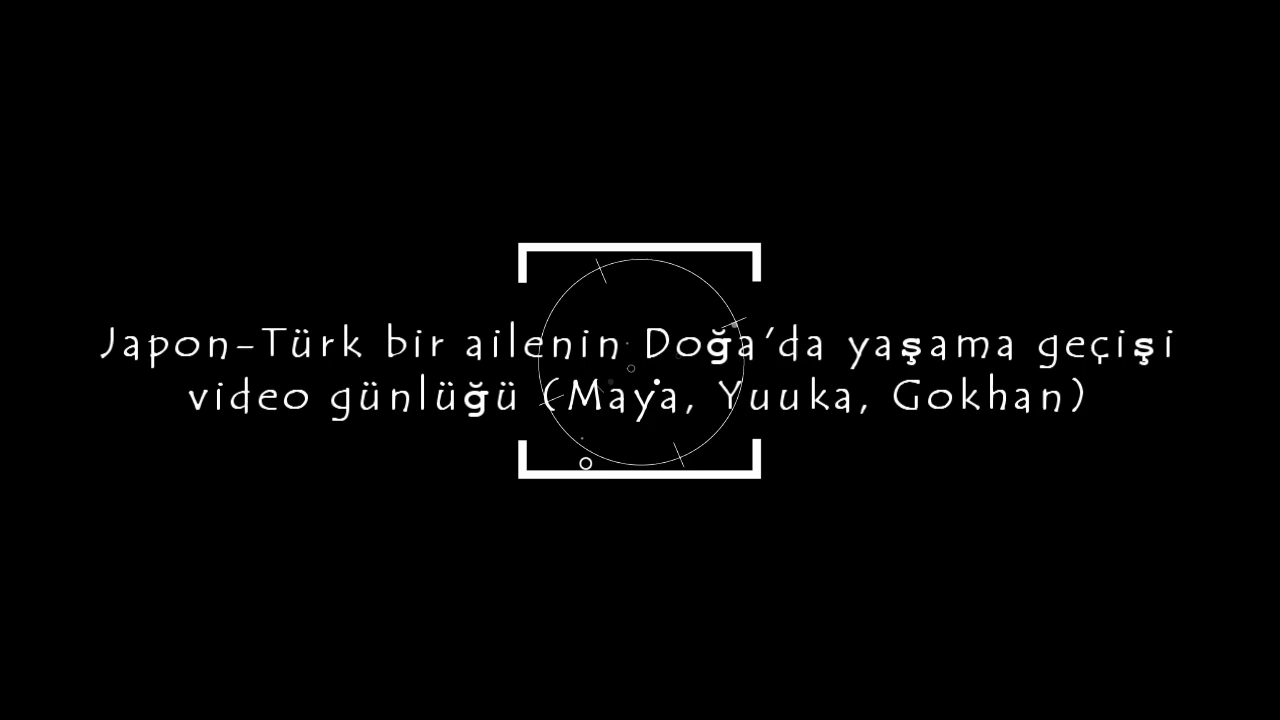 Japon-Türk bir ailenin Doğa'da yaşama geçişi
video günlüğü (Maya, Yuuka, Gokhan)